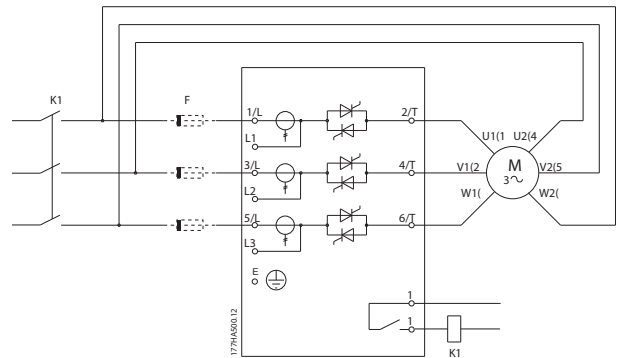 K1
F
1/L
2/T
L1
U1(1 U2(4
3/L
4/T
V1(2
M
3
V2(5
L2
W1(
W2(
5/L
6/T
L3
E
1
1
K1
177HA500.12